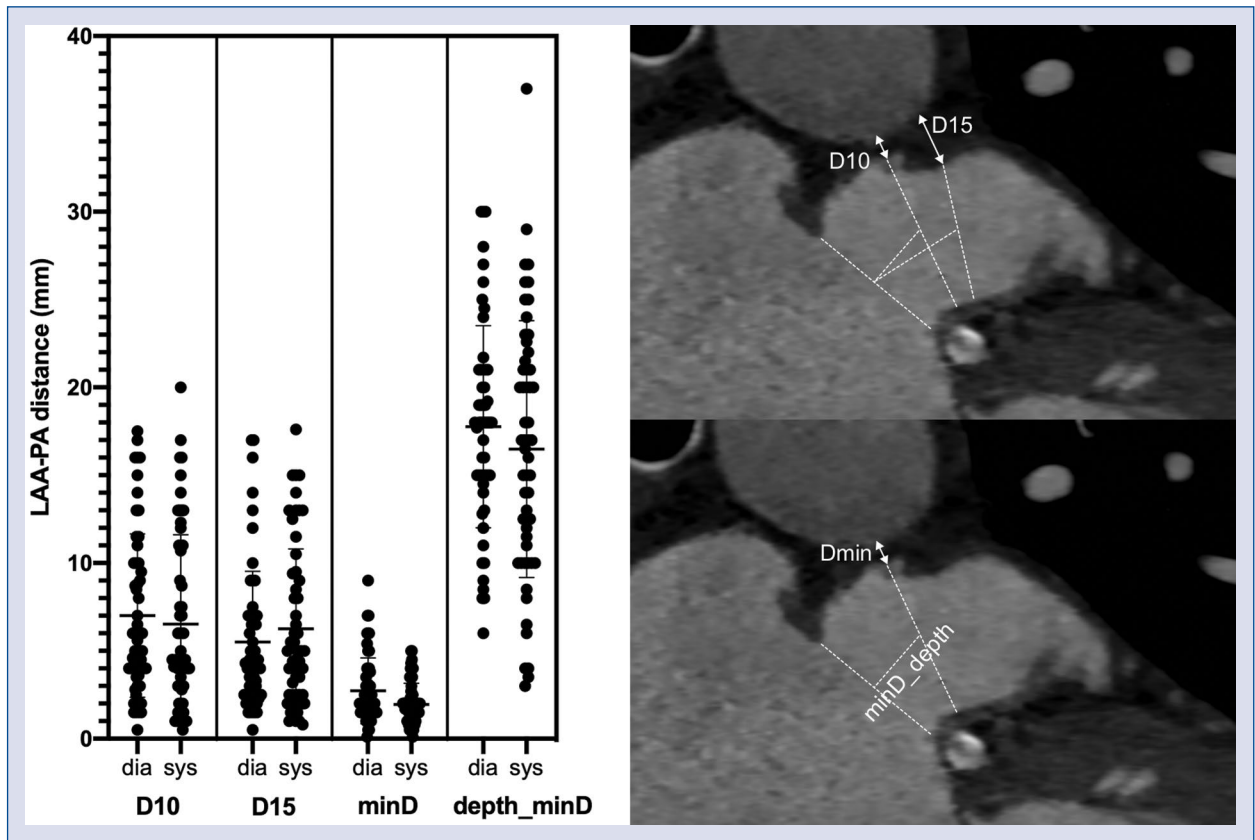 LAA-PA distance (mm)
40
30
20
10
0
dia sys dia sys dia sys dia sys
D10 D15 minD depth_minD
D10
D15
Dmin
minD_depth